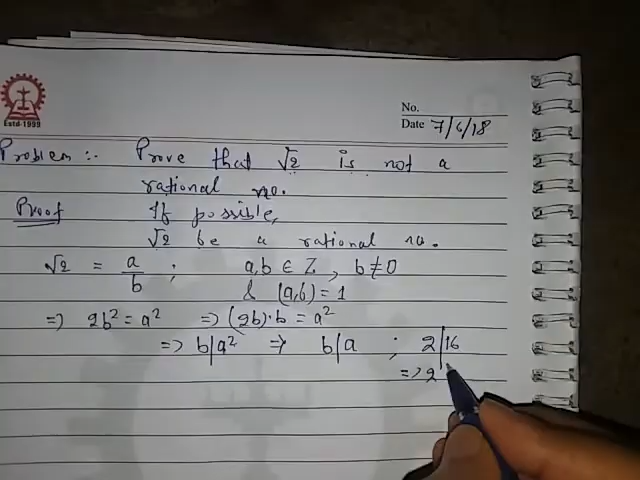 Estd-1999
No.
Date 7/6/18
Problem :- Prove that √2 is not a
rational no.
Proof If possible,
√2 be a rational no.
√2 = a/b ; a,b ∈ Z, b≠0
& (a,b) = 1
=> 2b² = a² => (2b)·b = a²
=> b|a² => b|a ; 2|16
=> 2|